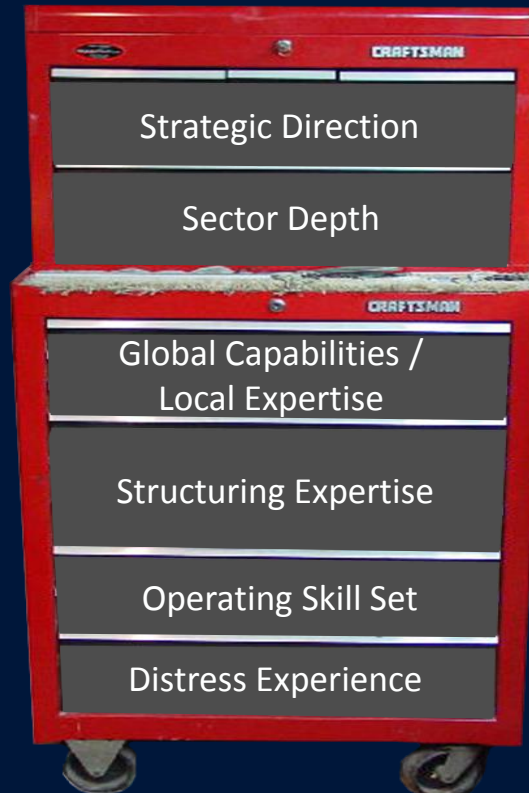 CRAFTSMAN
Strategic Direction
Sector Depth
CRAFTSMAN
Global Capabilities /
Local Expertise
Structuring Expertise
Operating Skill Set
Distress Experience